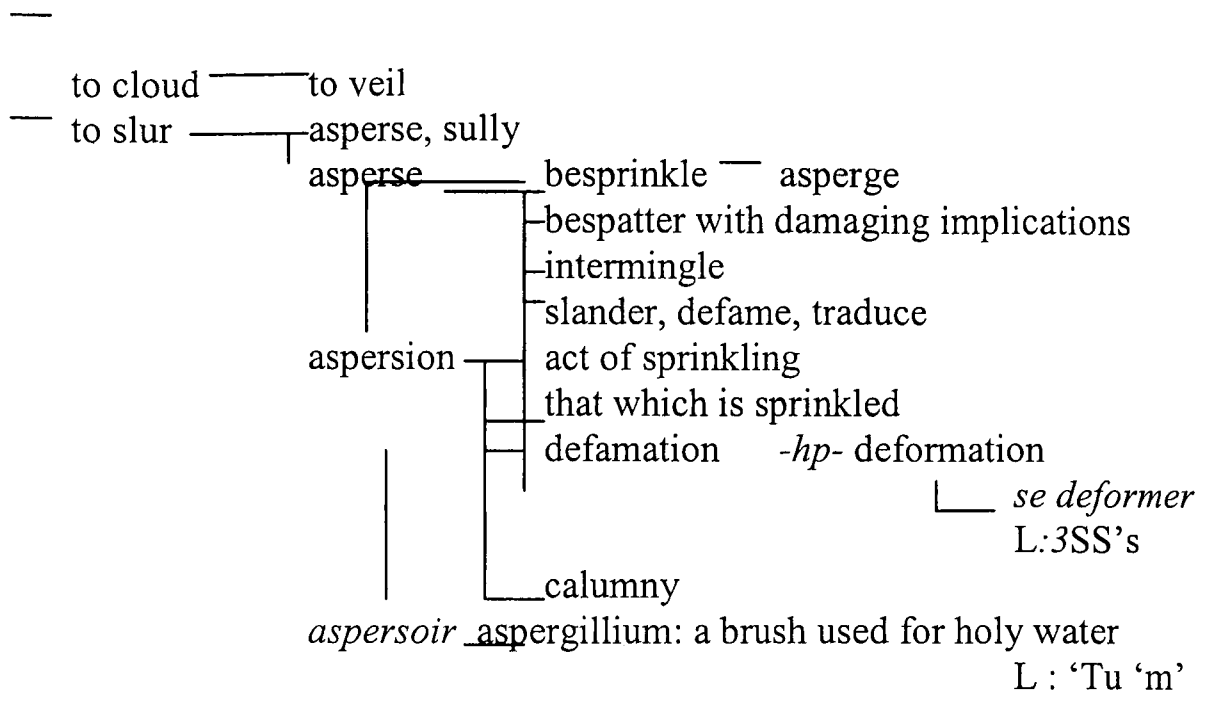 to cloud to veil
to slur asperse, sully
asperse besprinkle asperge
bespatter with damaging implications
intermingle
slander, defame, traduce
aspersion act of sprinkling
that which is sprinkled
defamation -hp- deformation
se deformer
L:3SS’s
calumny
aspersoir aspergillium: a brush used for holy water
L : ‘Tu ‘m’